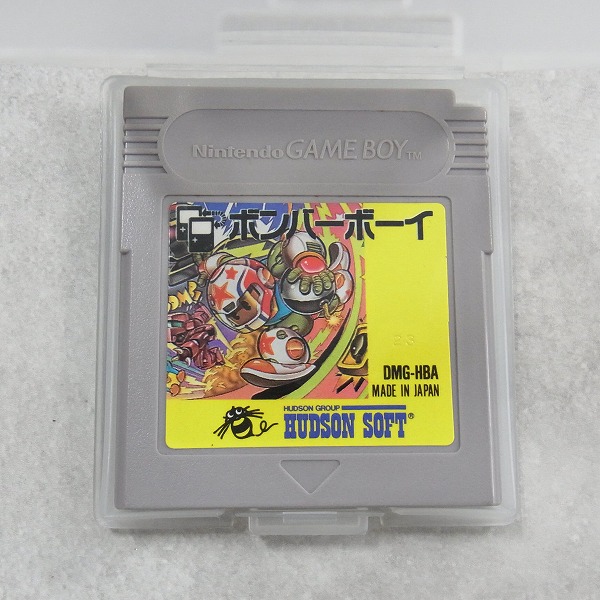 Nintendo GAME BOY™
ボンバーボーイ
23
DMG-HBA
MADE IN JAPAN
HUDSON GROUP
HUDSON SOFT®